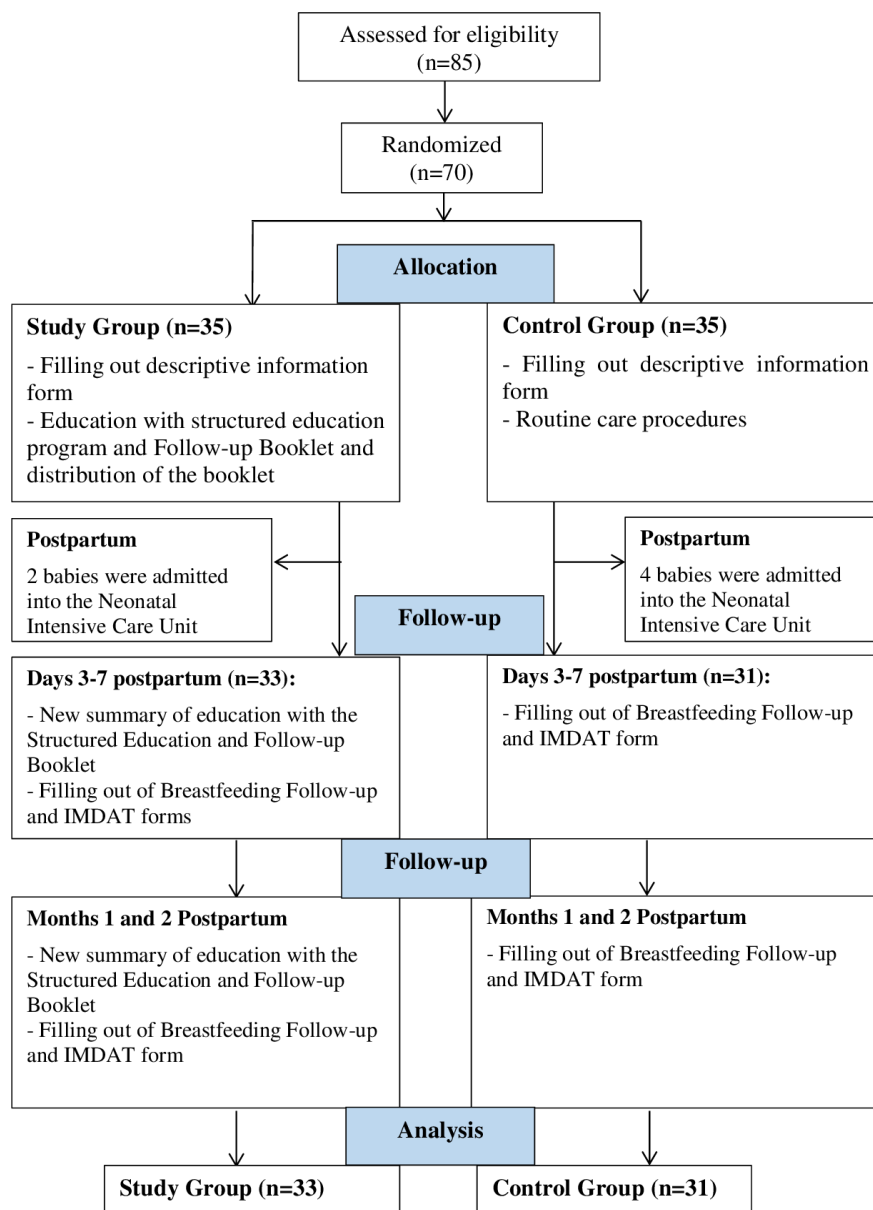 Assessed for eligibility
(n=85)
Randomized
(n=70)
Allocation
Study Group (n=35)
- Filling out descriptive information
form
- Education with structured education
program and Follow-up Booklet and
distribution of the booklet
Control Group (n=35)
- Filling out descriptive information
form
- Routine care procedures
Postpartum
2 babies were admitted
into the Neonatal
Intensive Care Unit
Postpartum
4 babies were admitted
into the Neonatal
Intensive Care Unit
Follow-up
Days 3-7 postpartum (n=33):
- New summary of education with the
Structured Education and Follow-up
Booklet
- Filling out of Breastfeeding Follow-up
and IMDAT forms
Days 3-7 postpartum (n=31):
- Filling out of Breastfeeding Follow-up
and IMDAT form
Follow-up
Months 1 and 2 Postpartum
- New summary of education with the
Structured Education and Follow-up
Booklet
- Filling out of Breastfeeding Follow-up
and IMDAT form
Months 1 and 2 Postpartum
- Filling out of Breastfeeding Follow-up
and IMDAT form
Analysis
Study Group (n=33)
Control Group (n=31)